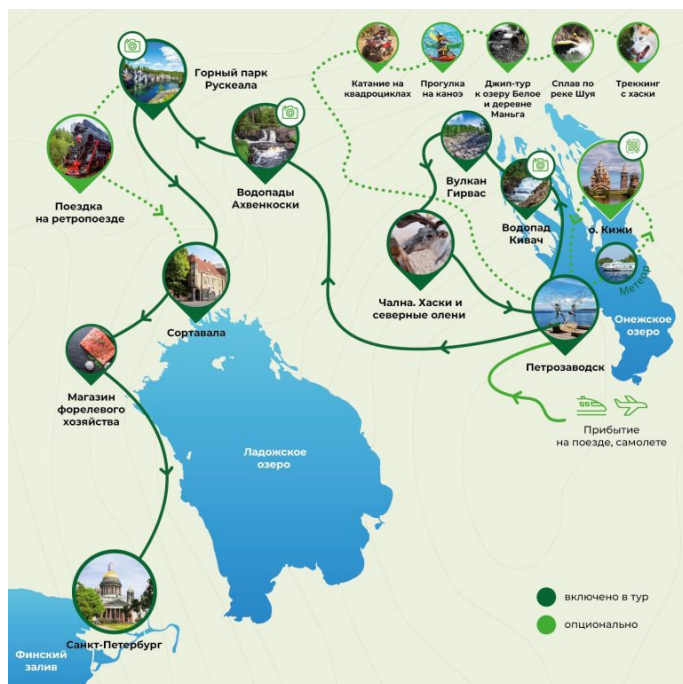 Катание на
квадроциклах
Прогулка
на каноэ
Джип-тур
к озеру Белое
и деревне
Маньга
Сплав по
реке Шуя
Треккинг
с хаски
Горный парк
Рускеала
Поездка
на ретропоезде
Водопады
Ахвенкоски
Вулкан
Гирвас
Водопад
Кивач
о. Кижи
Метеор
Чална. Хаски и
северные олени
Онежское
озеро
Петрозаводск
Сортавала
Прибытие
на поезде, самолете
Магазин
форелевого
хозяйства
Ладожское
озеро
Санкт-Петербург
Финский
залив
включено в тур
опционально